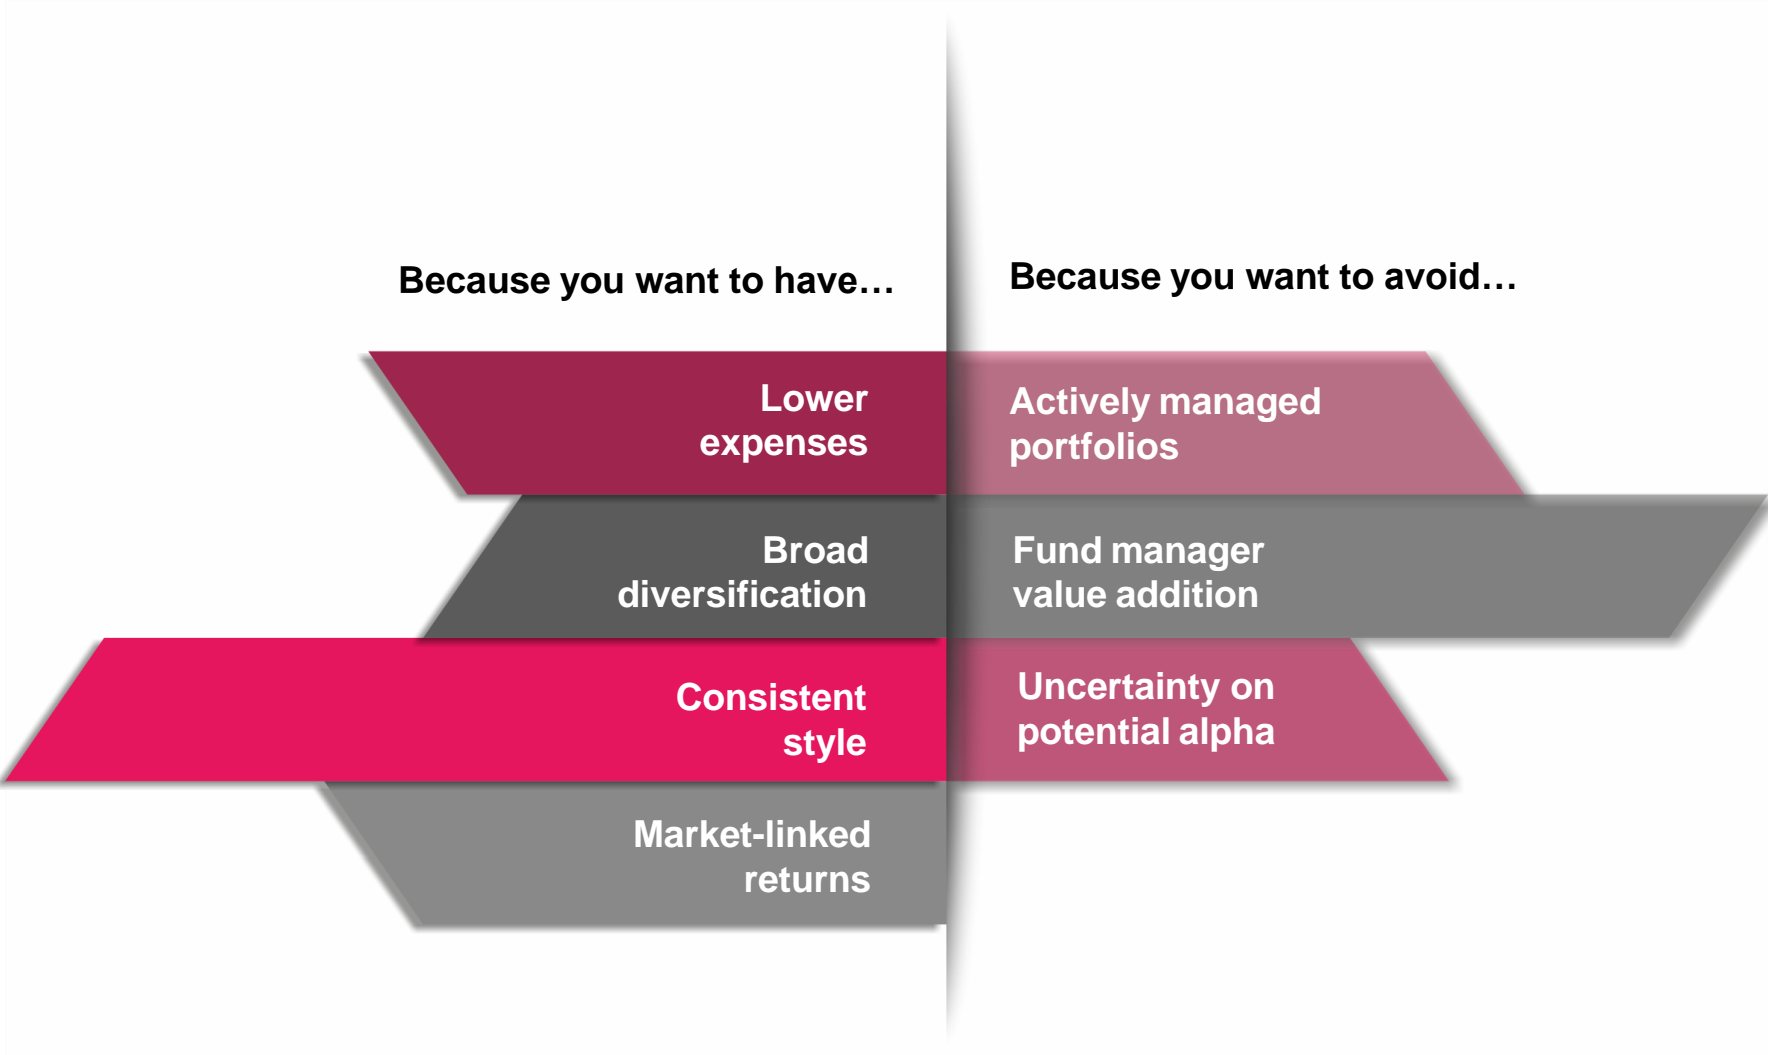 Because you want to have…
Lower
expenses
Broad
diversification
Consistent
style
Market-linked
returns
Because you want to avoid…
Actively managed
portfolios
Fund manager
value addition
Uncertainty on
potential alpha